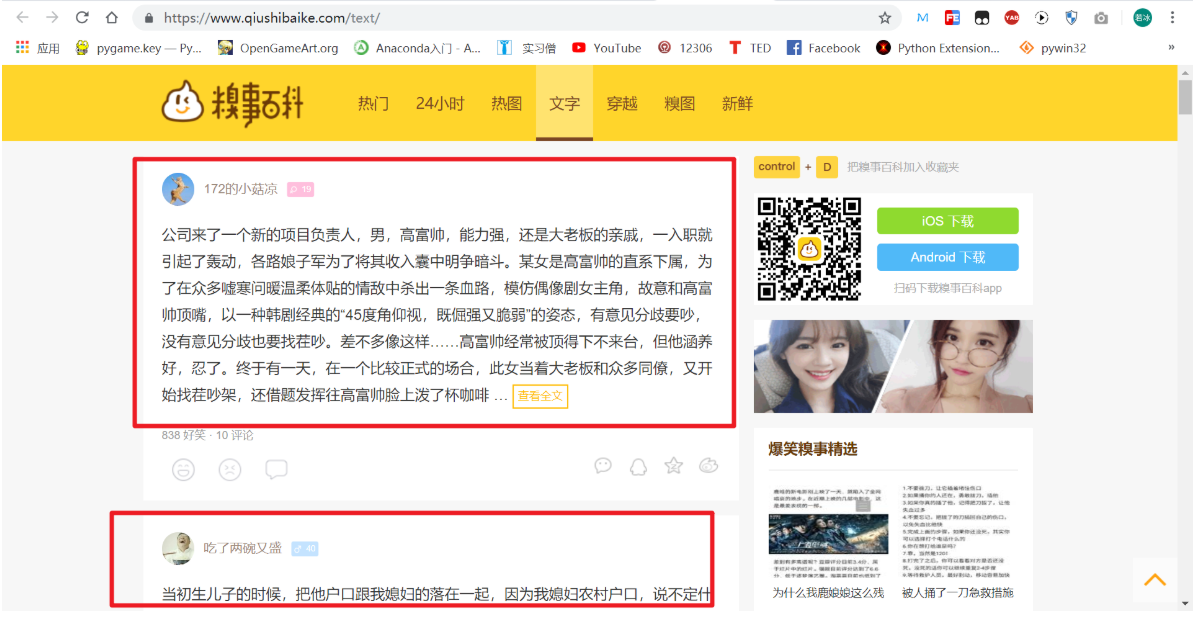 https://www.qiushibaike.com/text/
应用 pygame.key — Py... OpenGameArt.org Anaconda入门 - A... 实习僧 YouTube 12306 TED Facebook Python Extension... pywin32 »
糗事百科 热门 24小时 热图 文字 穿越 糗图 新鲜
172的小菇凉 19
公司来了一个新的项目负责人，男，高富帅，能力强，还是大老板的亲戚，一入职就
引起了轰动，各路娘子军为了将其收入囊中明争暗斗。某女是高富帅的直系下属，为
了在众多嘘寒问暖温柔体贴的情敌中杀出一条血路，模仿偶像剧女主角，故意和高富
帅顶嘴，以一种韩剧经典的“45度角仰视，既倔强又脆弱”的姿态，有意见分歧要吵，
没有意见分歧也要找茬吵。差不多像这样……高富帅经常被顶得下不来台，但他涵养
好，忍了。终于有一天，在一个比较正式的场合，此女当着大老板和众多同僚，又开
始找茬吵架，还借题发挥往高富帅脸上泼了杯咖啡 … 查看全文
838 好笑 · 10 评论
吃了两碗又盛 40
当初生儿子的时候，把他户口跟我媳妇的落在一起，因为我媳妇农村户口，说不定什
control + D 把糗事百科加入收藏夹
iOS 下载
Android 下载
扫码下载糗事百科app
爆笑糗事精选
为什么我鹿娘娘这么残
被人捅了一刀急救措施